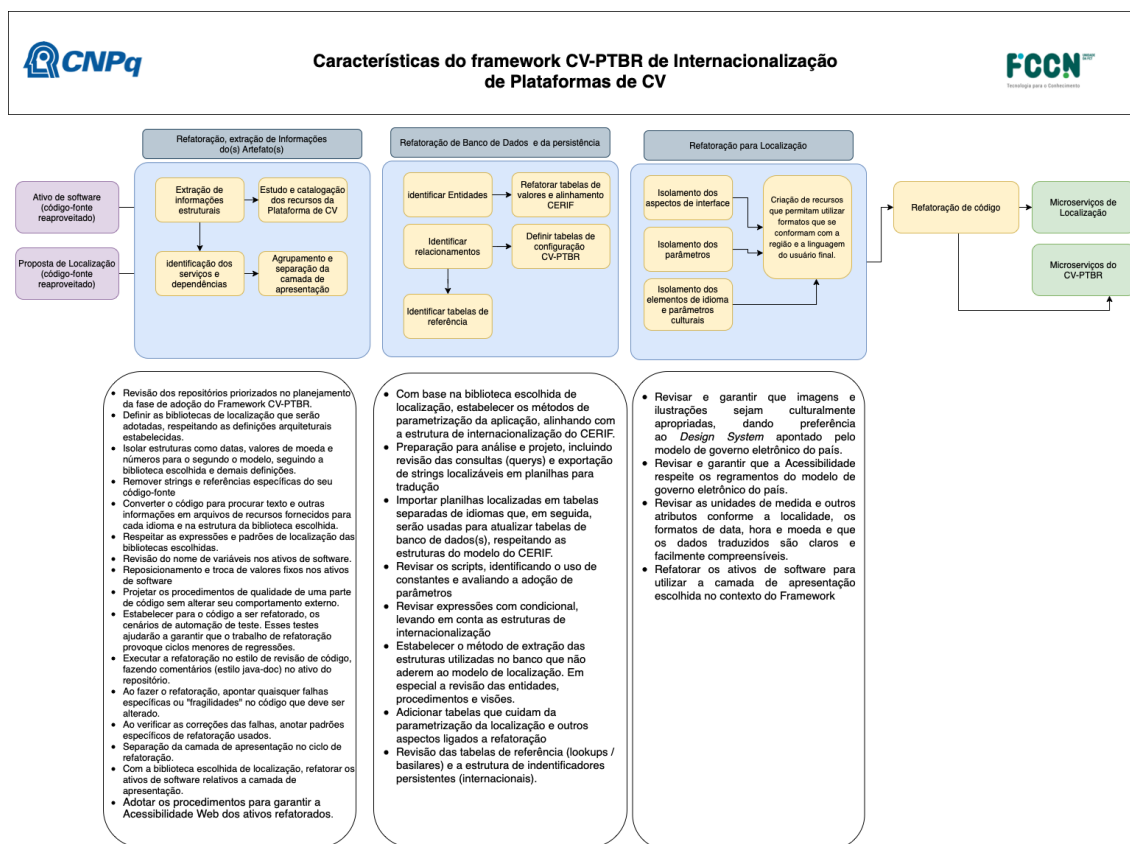 CNPq
Características do framework CV-PTBR de Internacionalização
de Plataformas de CV
FCCN
Tecnologia para o Conhecimento
Refatoração, extração de Informações
do(s) Artefato(s)
Refatoração de Banco de Dados e da persistência
Refatoração para Localização
Ativo de software
(código-fonte
reaproveitado)
Proposta de Localização
(código-fonte
reaproveitado)
Extração de
informações
estruturais
Estudo e catalogação
dos recursos da
Plataforma de CV
identificação dos
serviços e
dependências
Agrupamento e
separação da
camada de
apresentação
identificar Entidades
Refatorar tabelas de
valores e alinhamento
CERIF
Identificar
relacionamentos
Definir tabelas de
configuração
CV-PTBR
Identificar tabelas de
referência
Isolamento dos
aspectos de interface
Isolamento dos
parâmetros
Isolamento dos
elementos de idioma
e parâmetros
culturais
Criação de recursos
que permitam utilizar
formatos que se
conformam com a
região e a linguagem
do usuário final.
Refatoração de código
Microserviços de
Localização
Microserviços do
CV-PTBR
• Revisão dos repositórios priorizados no planejamento
da fase de adoção do Framework CV-PTBR.
• Definir as bibliotecas de localização que serão
adotadas, respeitando as definições arquiteturais
estabelecidas.
• Isolar estruturas como datas, valores de moeda e
números para o segundo o modelo, seguindo a
biblioteca escolhida e demais definições.
• Remover strings e referências específicas do seu
código-fonte
• Converter o código para procurar texto e outras
informações em arquivos de recursos fornecidos para
cada idioma e na estrutura da biblioteca escolhida.
• Respeitar as expressões e padrões de localização das
bibliotecas escolhidas.
• Revisão do nome de variáveis nos ativos de software.
• Reposicionamento e troca de valores fixos nos ativos
de software
• Projetar os procedimentos de qualidade de uma parte
de código sem alterar seu comportamento externo.
• Estabelecer para o código a ser refatorado, os
cenários de automação de teste. Esses testes
ajudarão a garantir que o trabalho de refatoração
provoque ciclos menores de regressões.
• Executar a refatoração no estilo de revisão de código,
fazendo comentários (estilo java-doc) no ativo do
repositório.
• Ao fazer o refatoração, apontar quaisquer falhas
específicas ou "fragilidades" no código que deve ser
alterado.
• Ao verificar as correções das falhas, anotar padrões
específicos de refatoração usados.
• Separação da camada de apresentação no ciclo de
refatoração.
• Com a biblioteca escolhida de localização, refatorar os
ativos de software relativos a camada de
apresentação.
• Adotar os procedimentos para garantir a
Acessibilidade Web dos ativos refatorados.
• Com base na biblioteca escolhida de
localização, estabelecer os métodos de
parametrização da aplicação, alinhando com
a estrutura de internacionalização do CERIF.
• Preparação para análise e projeto, incluindo
revisão das consultas (querys) e exportação
de strings localizáveis em planilhas para
tradução
• Importar planilhas localizadas em tabelas
separadas de idiomas que, em seguida,
serão usadas para atualizar tabelas de
banco de dados(s), respeitando as
estruturas do modelo do CERIF.
• Revisar os scripts, identificando o uso de
constantes e avaliando a adoção de
parâmetros
• Revisar expressões com condicional,
levando em conta as estruturas de
internacionalização
• Estabelecer o método de extração das
estruturas utilizadas no banco que não
aderem ao modelo de localização. Em
especial a revisão das entidades,
procedimentos e visões.
• Adicionar tabelas que cuidam da
parametrização da localização e outros
aspectos ligados a refatoração
• Revisão das tabelas de referência (lookups /
basilares) e a estrutura de indentificadores
persistentes (internacionais).
• Revisar e garantir que imagens e
ilustrações sejam culturalmente
apropriadas, dando preferência
ao Design System apontado pelo
modelo de governo eletrônico do país.
• Revisar e garantir que a Acessibilidade
respeite os regramentos do modelo de
governo eletrônico do país.
• Revisar as unidades de medida e outros
atributos conforme a localidade, os
formatos de data, hora e moeda e que
os dados traduzidos são claros e
facilmente compreensíveis.
• Refatorar os ativos de software para
utilizar a camada de apresentação
escolhida no contexto do Framework